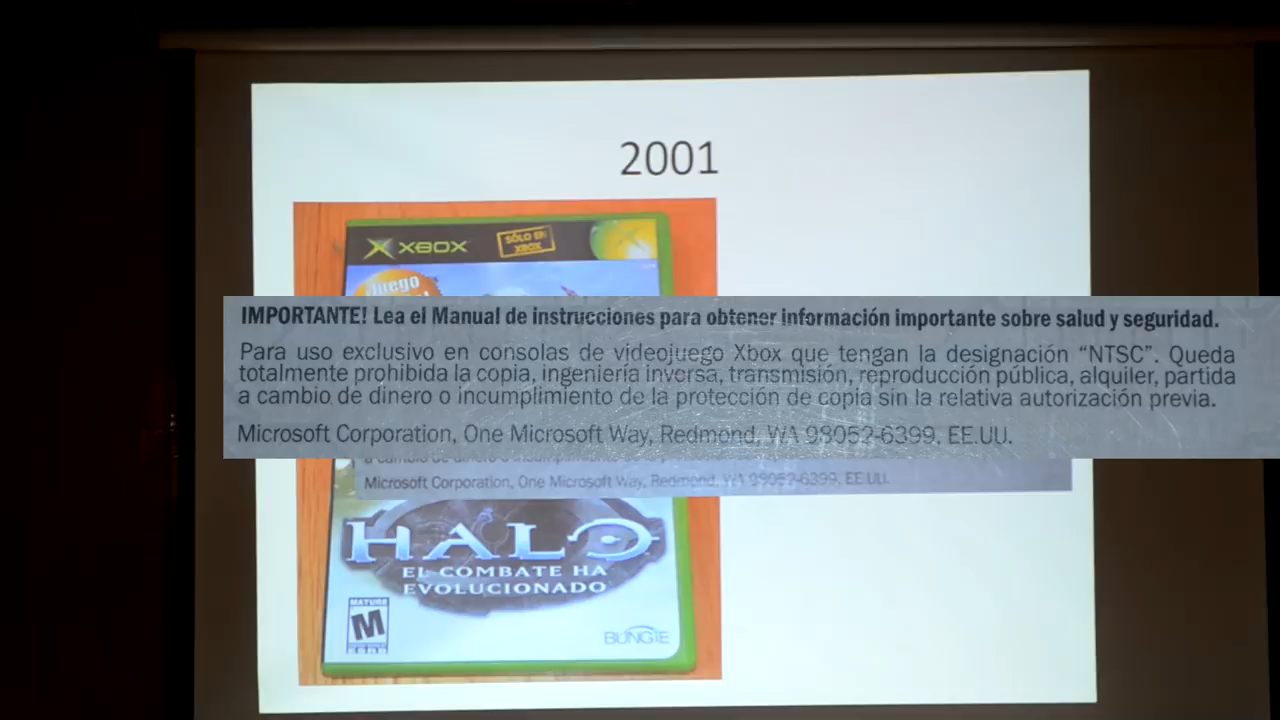 2001
XBOX
SÓLO EN
XBOX
Juego
IMPORTANTE! Lea el Manual de instrucciones para obtener información importante sobre salud y seguridad.
Para uso exclusivo en consolas de videojuego Xbox que tengan la designación “NTSC”. Queda
totalmente prohibida la copia, ingeniería inversa, transmisión, reproducción pública, alquiler, partida
a cambio de dinero o incumplimiento de la protección de copia sin la relativa autorización previa.
Microsoft Corporation, One Microsoft Way, Redmond, WA 98052-6399. EE.UU.
Microsoft Corporation, One Microsoft Way, Redmond, WA 98052-6399. EE.UU.
HALO
EL COMBATE HA
EVOLUCIONADO
MATURE
M
ESRB
BUNGIE